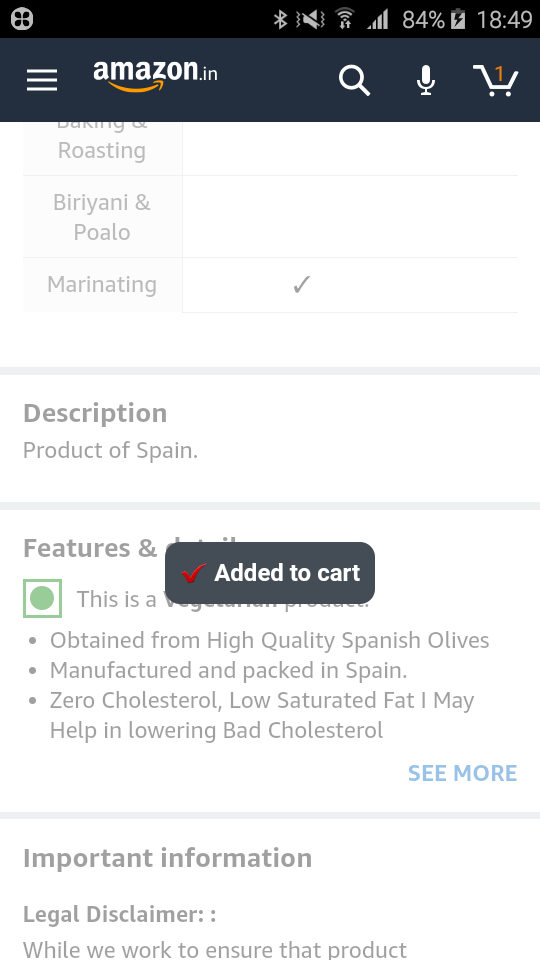 84% 18:49
amazon.in
1
Baking &
Roasting
Biriyani &
Poalo
Marinating ✓
Description
Product of Spain.
Features & details
Added to cart
This is a Vegetarian product.
• Obtained from High Quality Spanish Olives
• Manufactured and packed in Spain.
• Zero Cholesterol, Low Saturated Fat I May
Help in lowering Bad Cholesterol
SEE MORE
Important information
Legal Disclaimer: :
While we work to ensure that product